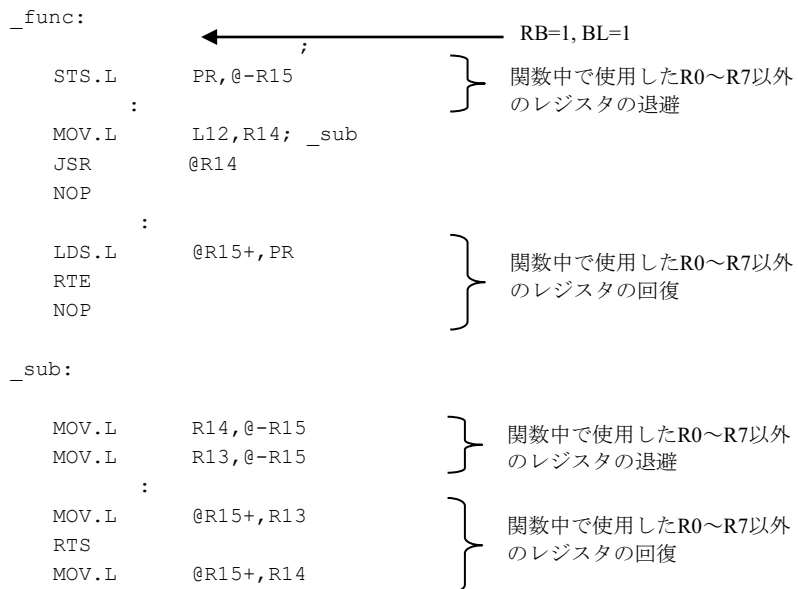 _func:
RB=1, BL=1
;
STS.L PR,@-R15
関数中で使用したR0～R7以外
のレジスタの退避
:
MOV.L L12,R14; _sub
JSR @R14
NOP
:
LDS.L @R15+,PR
RTE
NOP
関数中で使用したR0～R7以外
のレジスタの回復
_sub:
MOV.L R14,@-R15
MOV.L R13,@-R15
関数中で使用したR0～R7以外
のレジスタの退避
:
MOV.L @R15+,R13
RTS
MOV.L @R15+,R14
関数中で使用したR0～R7以外
のレジスタの回復